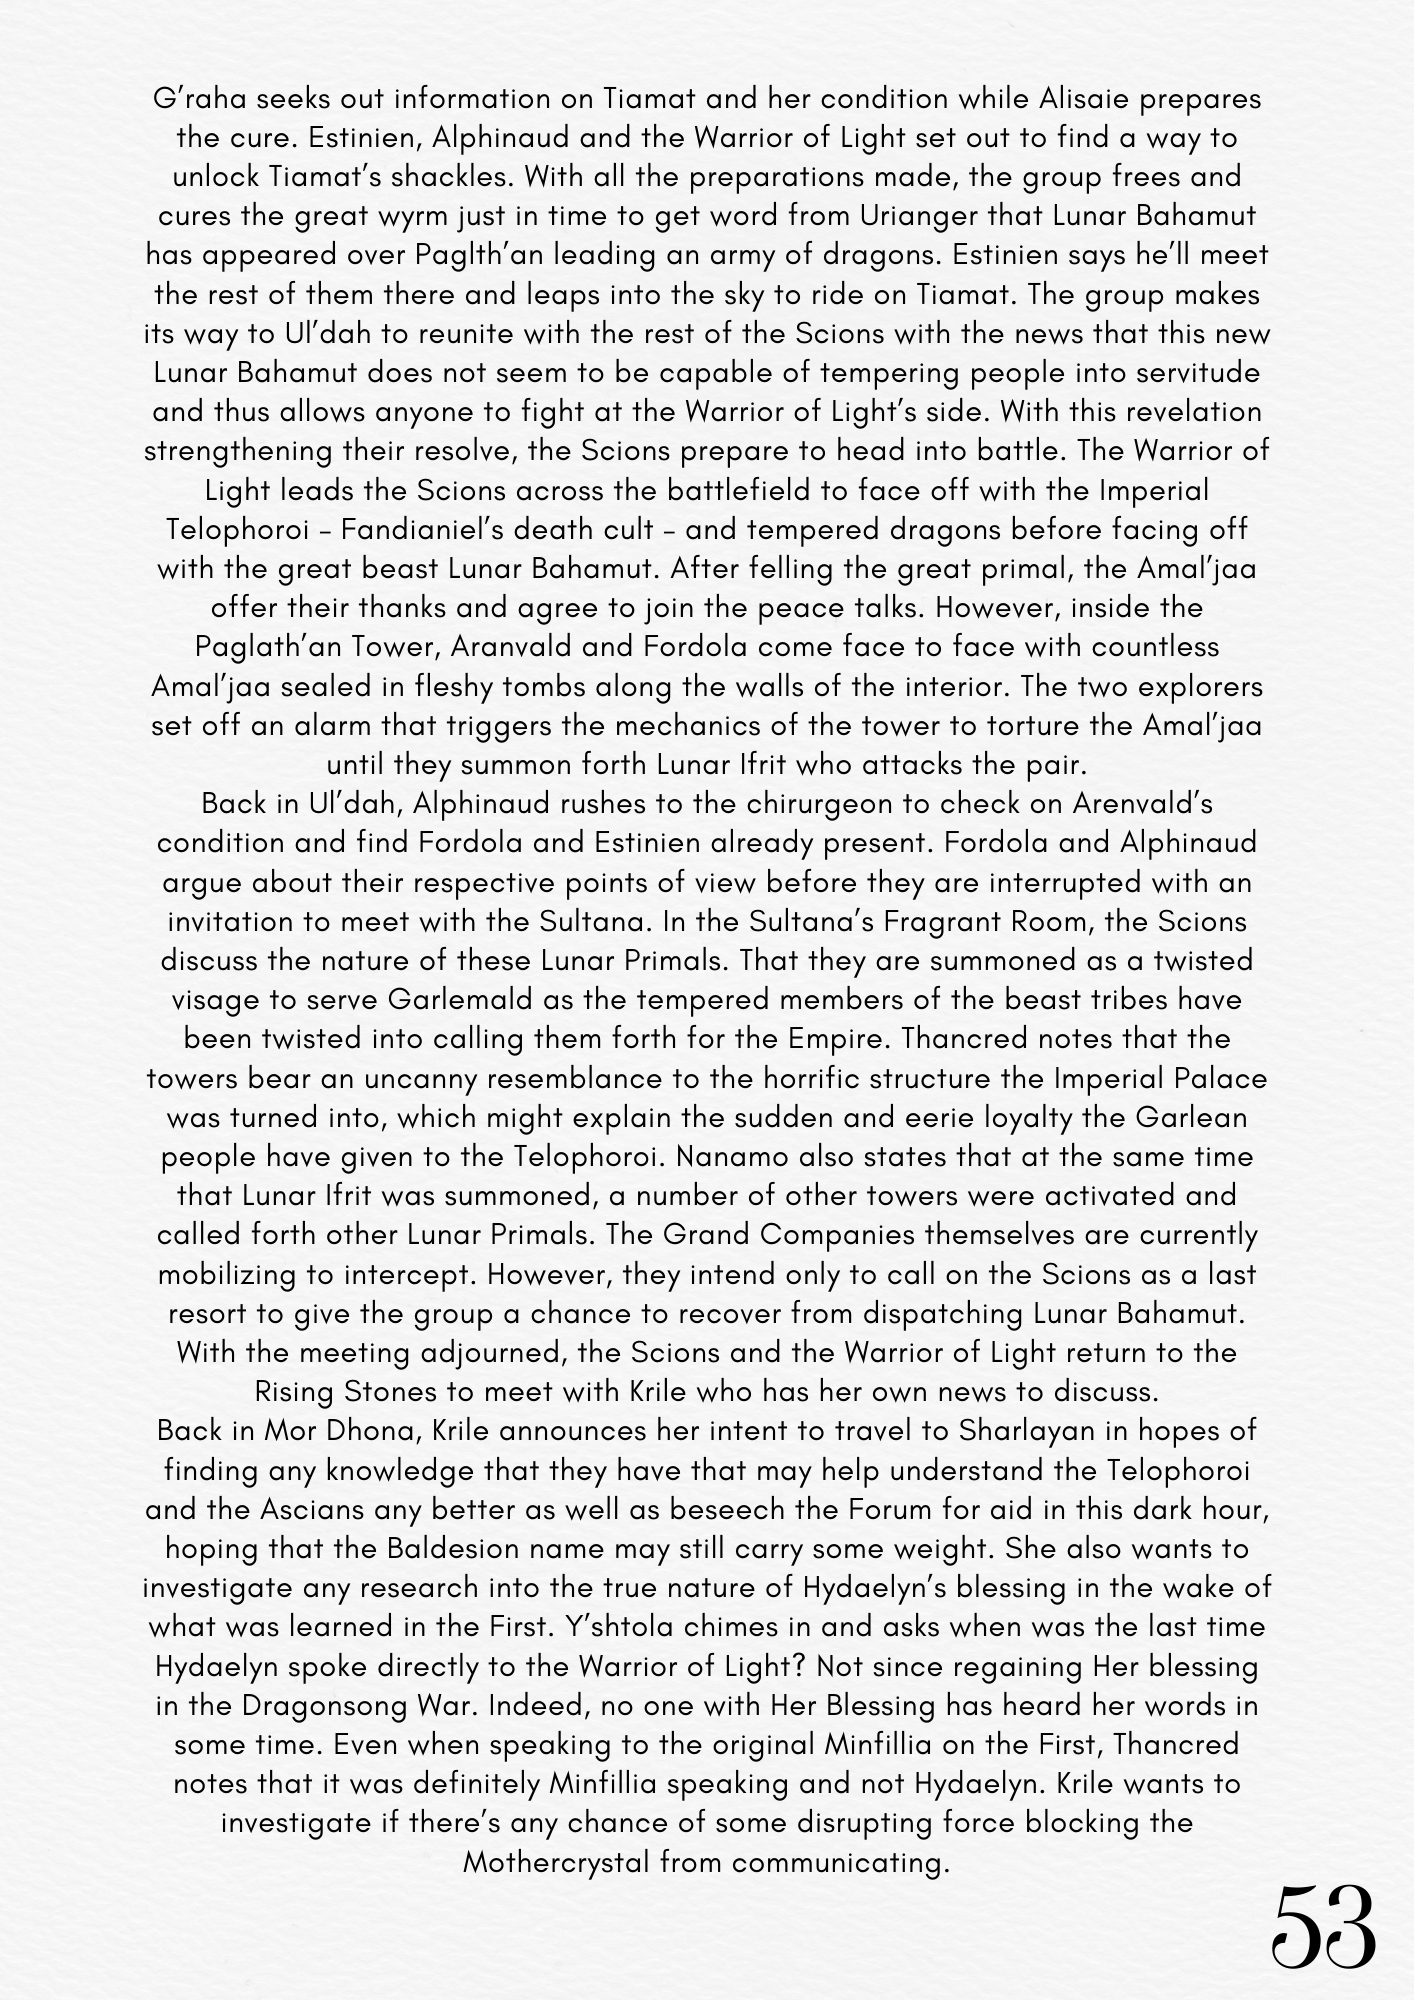 G’raha seeks out information on Tiamat and her condition while Alisaie prepares
the cure. Estinien, Alphinaud and the Warrior of Light set out to find a way to
unlock Tiamat’s shackles. With all the preparations made, the group frees and
cures the great wyrm just in time to get word from Urianger that Lunar Bahamut
has appeared over Paglth’an leading an army of dragons. Estinien says he’ll meet
the rest of them there and leaps into the sky to ride on Tiamat. The group makes
its way to Ul’dah to reunite with the rest of the Scions with the news that this new
Lunar Bahamut does not seem to be capable of tempering people into servitude
and thus allows anyone to fight at the Warrior of Light’s side. With this revelation
strengthening their resolve, the Scions prepare to head into battle. The Warrior of
Light leads the Scions across the battlefield to face off with the Imperial
Telophoroi – Fandianiel’s death cult – and tempered dragons before facing off
with the great beast Lunar Bahamut. After felling the great primal, the Amal’jaa
offer their thanks and agree to join the peace talks. However, inside the
Paglath’an Tower, Aranvald and Fordola come face to face with countless
Amal’jaa sealed in fleshy tombs along the walls of the interior. The two explorers
set off an alarm that triggers the mechanics of the tower to torture the Amal’jaa
until they summon forth Lunar Ifrit who attacks the pair.
Back in Ul’dah, Alphinaud rushes to the chirurgeon to check on Arenvald’s
condition and find Fordola and Estinien already present. Fordola and Alphinaud
argue about their respective points of view before they are interrupted with an
invitation to meet with the Sultana. In the Sultana’s Fragrant Room, the Scions
discuss the nature of these Lunar Primals. That they are summoned as a twisted
visage to serve Garlemald as the tempered members of the beast tribes have
been twisted into calling them forth for the Empire. Thancred notes that the
towers bear an uncanny resemblance to the horrific structure the Imperial Palace
was turned into, which might explain the sudden and eerie loyalty the Garlean
people have given to the Telophoroi. Nanamo also states that at the same time
that Lunar Ifrit was summoned, a number of other towers were activated and
called forth other Lunar Primals. The Grand Companies themselves are currently
mobilizing to intercept. However, they intend only to call on the Scions as a last
resort to give the group a chance to recover from dispatching Lunar Bahamut.
With the meeting adjourned, the Scions and the Warrior of Light return to the
Rising Stones to meet with Krile who has her own news to discuss.
Back in Mor Dhona, Krile announces her intent to travel to Sharlayan in hopes of
finding any knowledge that they have that may help understand the Telophoroi
and the Ascians any better as well as beseech the Forum for aid in this dark hour,
hoping that the Baldesion name may still carry some weight. She also wants to
investigate any research into the true nature of Hydaelyn’s blessing in the wake of
what was learned in the First. Y’shtola chimes in and asks when was the last time
Hydaelyn spoke directly to the Warrior of Light? Not since regaining Her blessing
in the Dragonsong War. Indeed, no one with Her Blessing has heard her words in
some time. Even when speaking to the original Minfillia on the First, Thancred
notes that it was definitely Minfillia speaking and not Hydaelyn. Krile wants to
investigate if there’s any chance of some disrupting force blocking the
Mothercrystal from communicating.
53